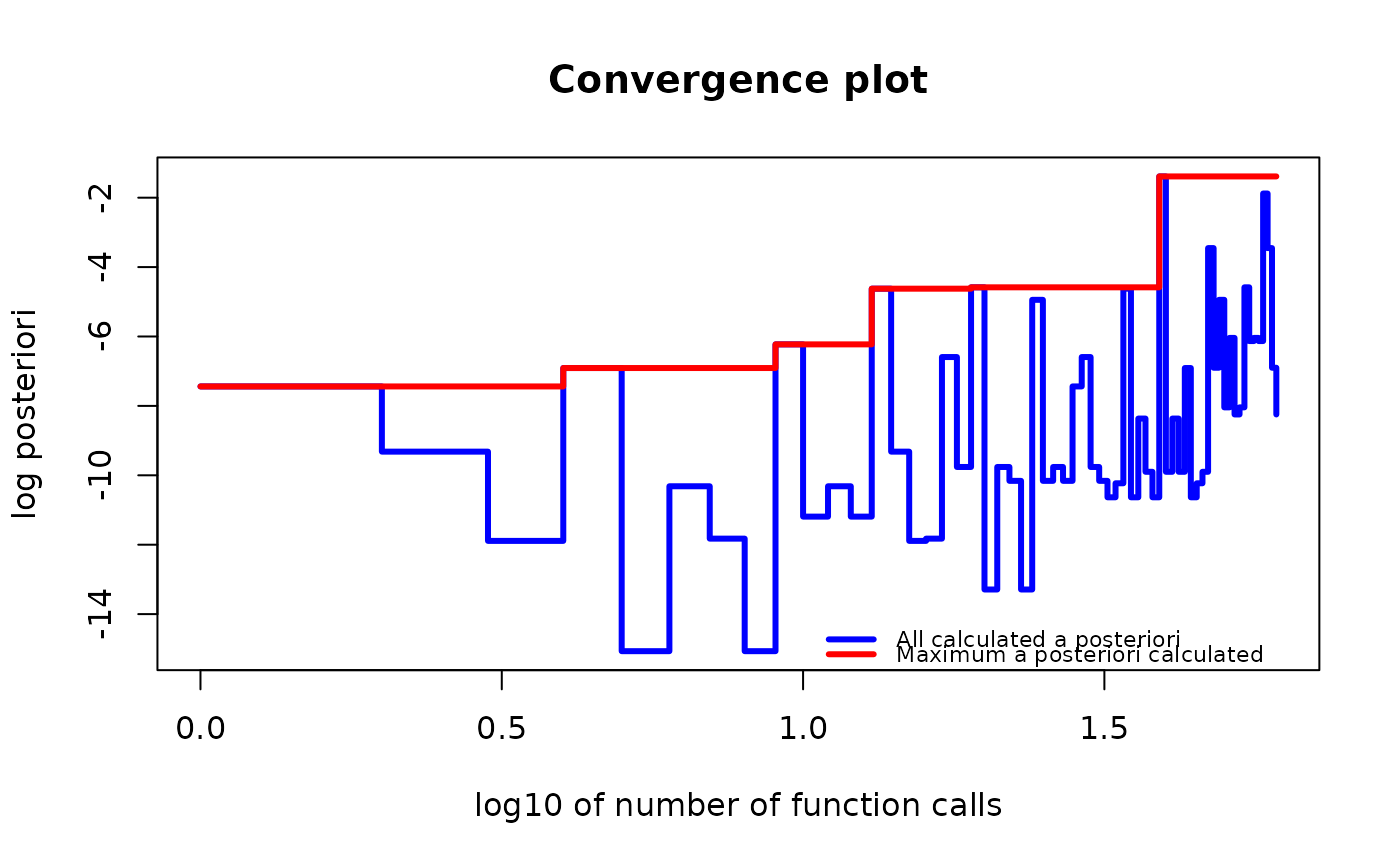 Convergence plot
log posteriori
-2
-4
-6
-10
-14
All calculated a posteriori
Maximum a posteriori calculated
0.0 0.5 1.0 1.5
log10 of number of function calls